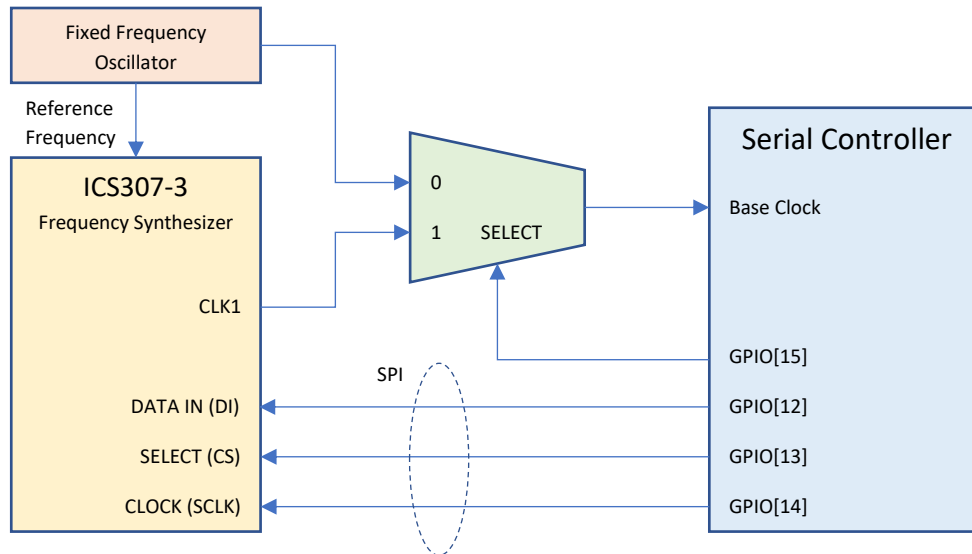 Fixed Frequency
Oscillator
Reference
Frequency
ICS307-3
Frequency Synthesizer
CLK1
DATA IN (DI)
SELECT (CS)
CLOCK (SCLK)
0
1 SELECT
SPI
Serial Controller
Base Clock
GPIO[15]
GPIO[12]
GPIO[13]
GPIO[14]